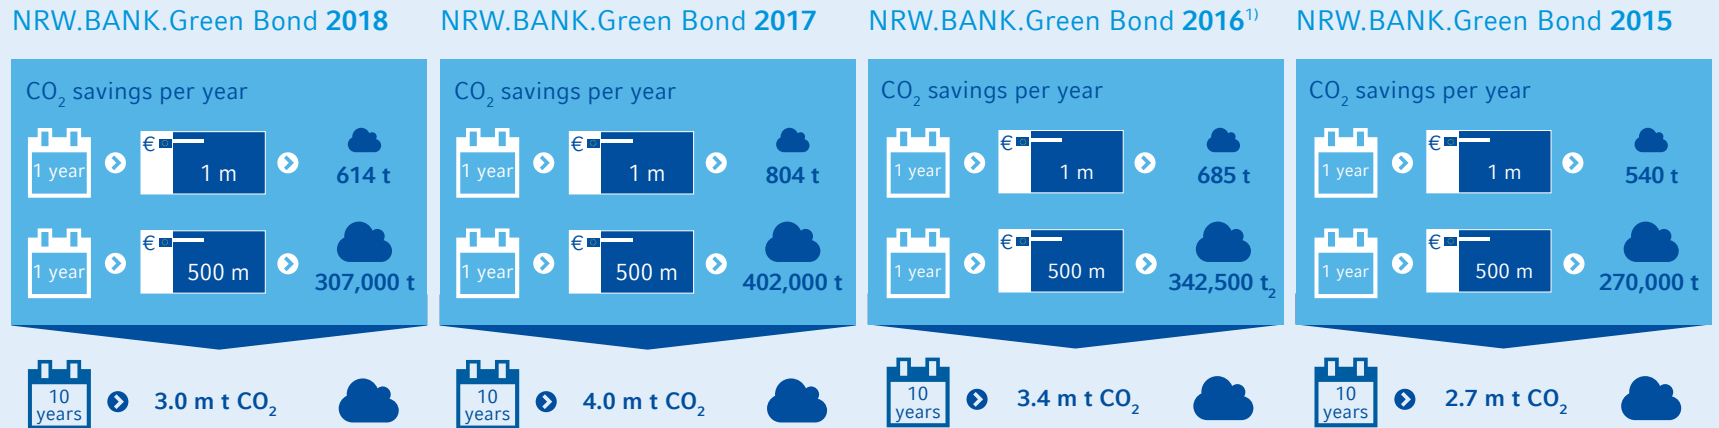 NRW.BANK.Green Bond 2018
CO₂ savings per year
1 year
€
1 m
614 t
1 year
€
500 m
307,000 t
10
years
3.0 m t CO₂
NRW.BANK.Green Bond 2017
CO₂ savings per year
1 year
€
1 m
804 t
1 year
€
500 m
402,000 t
10
years
4.0 m t CO₂
NRW.BANK.Green Bond 2016¹⁾
CO₂ savings per year
1 year
€
1 m
685 t
1 year
€
500 m
342,500 t₂
10
years
3.4 m t CO₂
NRW.BANK.Green Bond 2015
CO₂ savings per year
1 year
€
1 m
540 t
1 year
€
500 m
270,000 t
10
years
2.7 m t CO₂